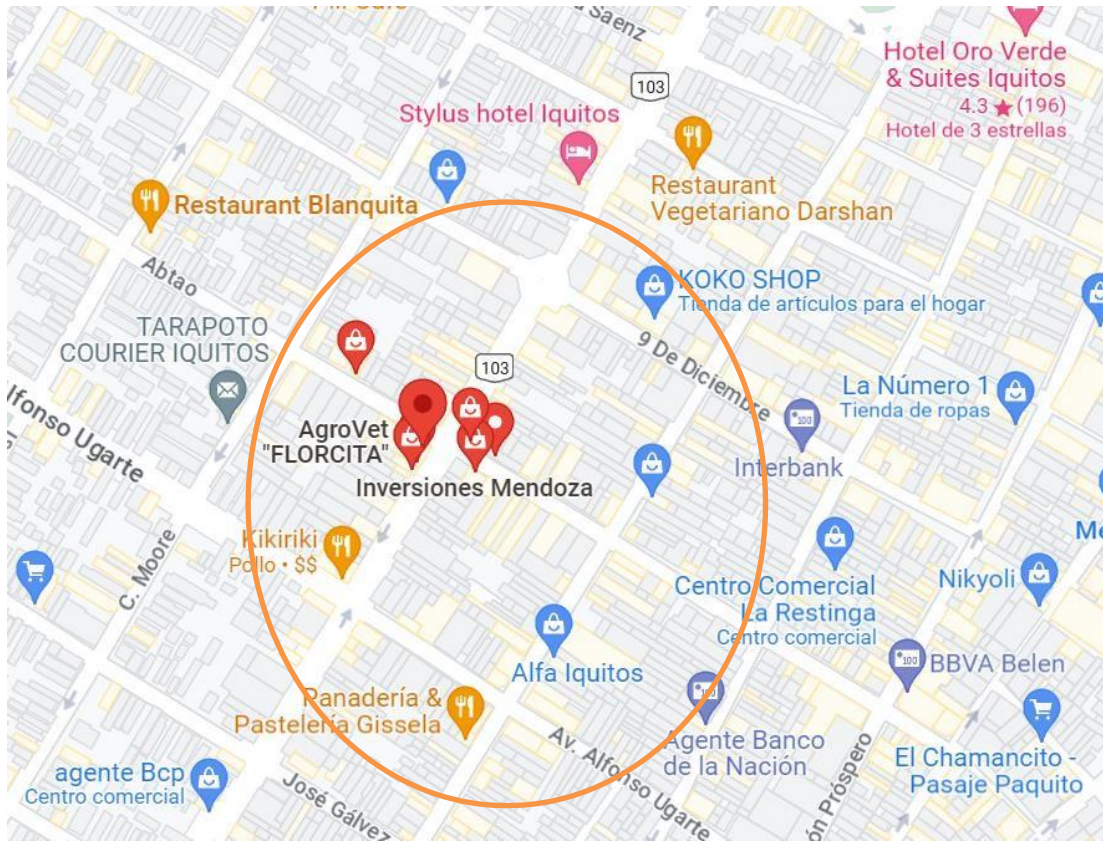 Saenz
Hotel Oro Verde
& Suites Iquitos
4.3 ★ (196)
Hotel de 3 estrellas
103
Stylus hotel Iquitos
Restaurant
Vegetariano Darshan
Restaurant Blanquita
Abtao
KOKO SHOP
Tienda de artículos para el hogar
TARAPOTO
COURIER IQUITOS
9 De Diciembre
103
La Número 1
Tienda de ropas
lfonso Ugarte
AgroVet
"FLORCITA"
Interbank
Inversiones Mendoza
Kikiriki
Pollo • $$
C. Moore
Centro Comercial
La Restinga
Centro comercial
Nikyoli
Me
Alfa Iquitos
BBVA Belen
Panadería &
Pastelería Gissela
Av. Alfonso Ugarte
Agente Banco
de la Nación
El Chamancito -
Pasaje Paquito
agente Bcp
Centro comercial
José Gálvez
ón Próspero